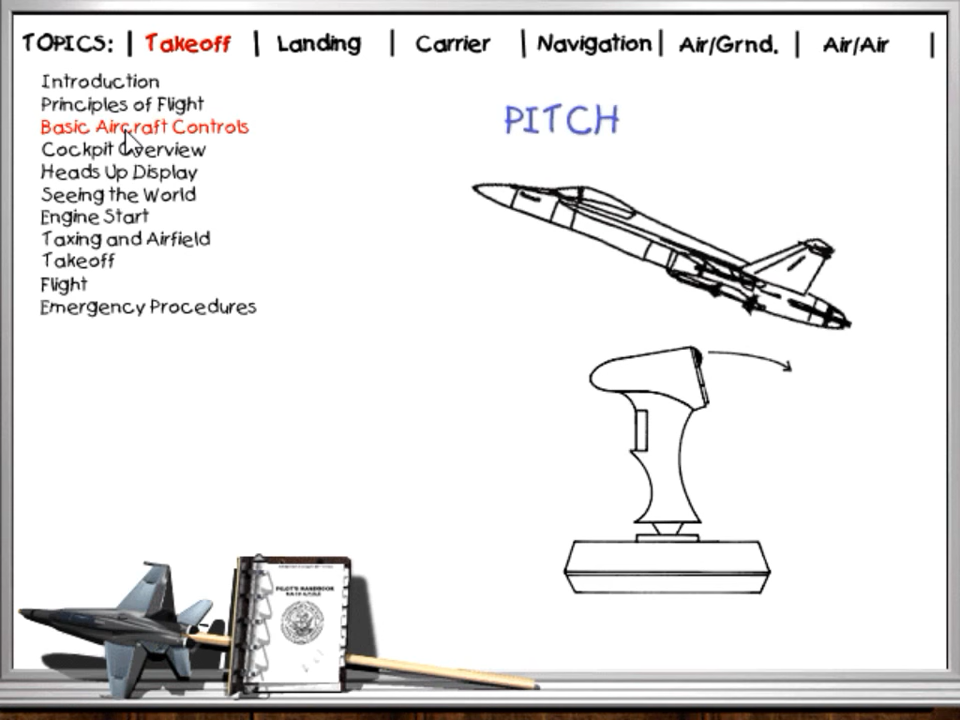 TOPICS: | Takeoff | Landing | Carrier | Navigation | Air/Grnd. | Air/Air |
Introduction
Principles of Flight
Basic Aircraft Controls
Cockpit Overview
Heads Up Display
Seeing the World
Engine Start
Taxing and Airfield
Takeoff
Flight
Emergency Procedures
PITCH
PILOT'S HANDBOOK